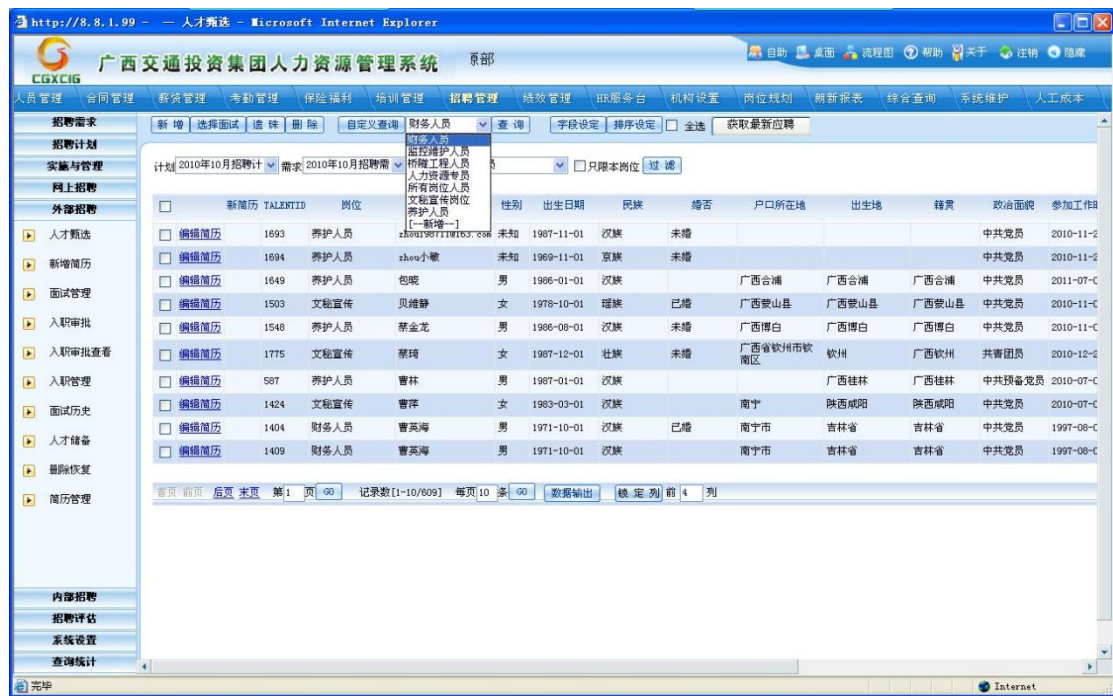 http://8.8.1.99 - — 人才甄选 - Microsoft Internet Explorer
CGXCIG
广西交通投资集团人力资源管理系统
自助 桌面 流程图 帮助 关于 注销 隐藏
人员管理 合同管理 薪资管理 考勤管理 保险福利 培训管理 招聘管理 绩效管理 HR服务台 机构设置 岗位规划 朗新报表 综合查询 系统维护 人工成本
招聘需求
招聘计划
实施与管理
网上招聘
外部招聘
人才甄选
新增简历
面试管理
入职审批
入职审批查看
入职管理
面试历史
人才储备
删除恢复
简历管理
内部招聘
招聘评估
系统设置
查询统计
新 增 选择面试 遗 珠 删 除 自定义查询 财务人员 查 询 字段设定 排序设定 全选 获取最新应聘
财务人员
监控维护人员
桥隧工程人员
人力资源专员
所有岗位人员
文秘宣传岗位
养护人员
[--新增--]
计划 2010年10月招聘计 需求 2010年10月招聘需 只限本岗位 过 滤
新简历 TALENTID 岗位 性别 出生日期 民族 婚否 户口所在地 出生地 籍贯 政治面貌 参加工作时
编辑简历 1693 养护人员 zhou198711@163.com 未知 1987-11-01 汉族 未婚 中共党员 2010-11-2
编辑简历 1694 养护人员 zhou小敏 未知 1969-11-01 京族 未婚 中共党员 2010-11-2
编辑简历 1649 养护人员 包晓 男 1986-01-01 汉族 广西合浦 广西合浦 广西合浦 中共党员 2011-07-0
编辑简历 1503 文秘宣传 贝维静 女 1978-10-01 瑶族 已婚 广西蒙山县 广西蒙山县 广西蒙山县 中共党员 2010-11-0
编辑简历 1548 养护人员 蔡金龙 男 1986-08-01 汉族 未婚 广西博白 广西博白 广西博白 中共党员 2010-11-0
编辑简历 1775 文秘宣传 蔡琦 女 1987-12-01 壮族 未婚 广西省钦州市钦南区 钦州 广西钦州 共青团员 2010-12-2
编辑简历 587 养护人员 曹林 男 1987-01-01 汉族 广西桂林 广西桂林 中共预备党员 2010-07-0
编辑简历 1424 文秘宣传 曹萍 女 1983-03-01 汉族 南宁 陕西咸阳 陕西咸阳 中共党员 2010-07-0
编辑简历 1404 财务人员 曹英海 男 1971-10-01 汉族 已婚 南宁市 吉林省 吉林省 中共党员 1997-08-0
编辑简历 1409 财务人员 曹英海 男 1971-10-01 汉族 南宁市 吉林省 吉林省 中共党员 1997-08-0
首页 前页 后页 末页 第 1 页 GO 记录数[1-10/609] 每页 10 条 GO 数据输出 锁 定 列 前 4 列
完毕 Internet